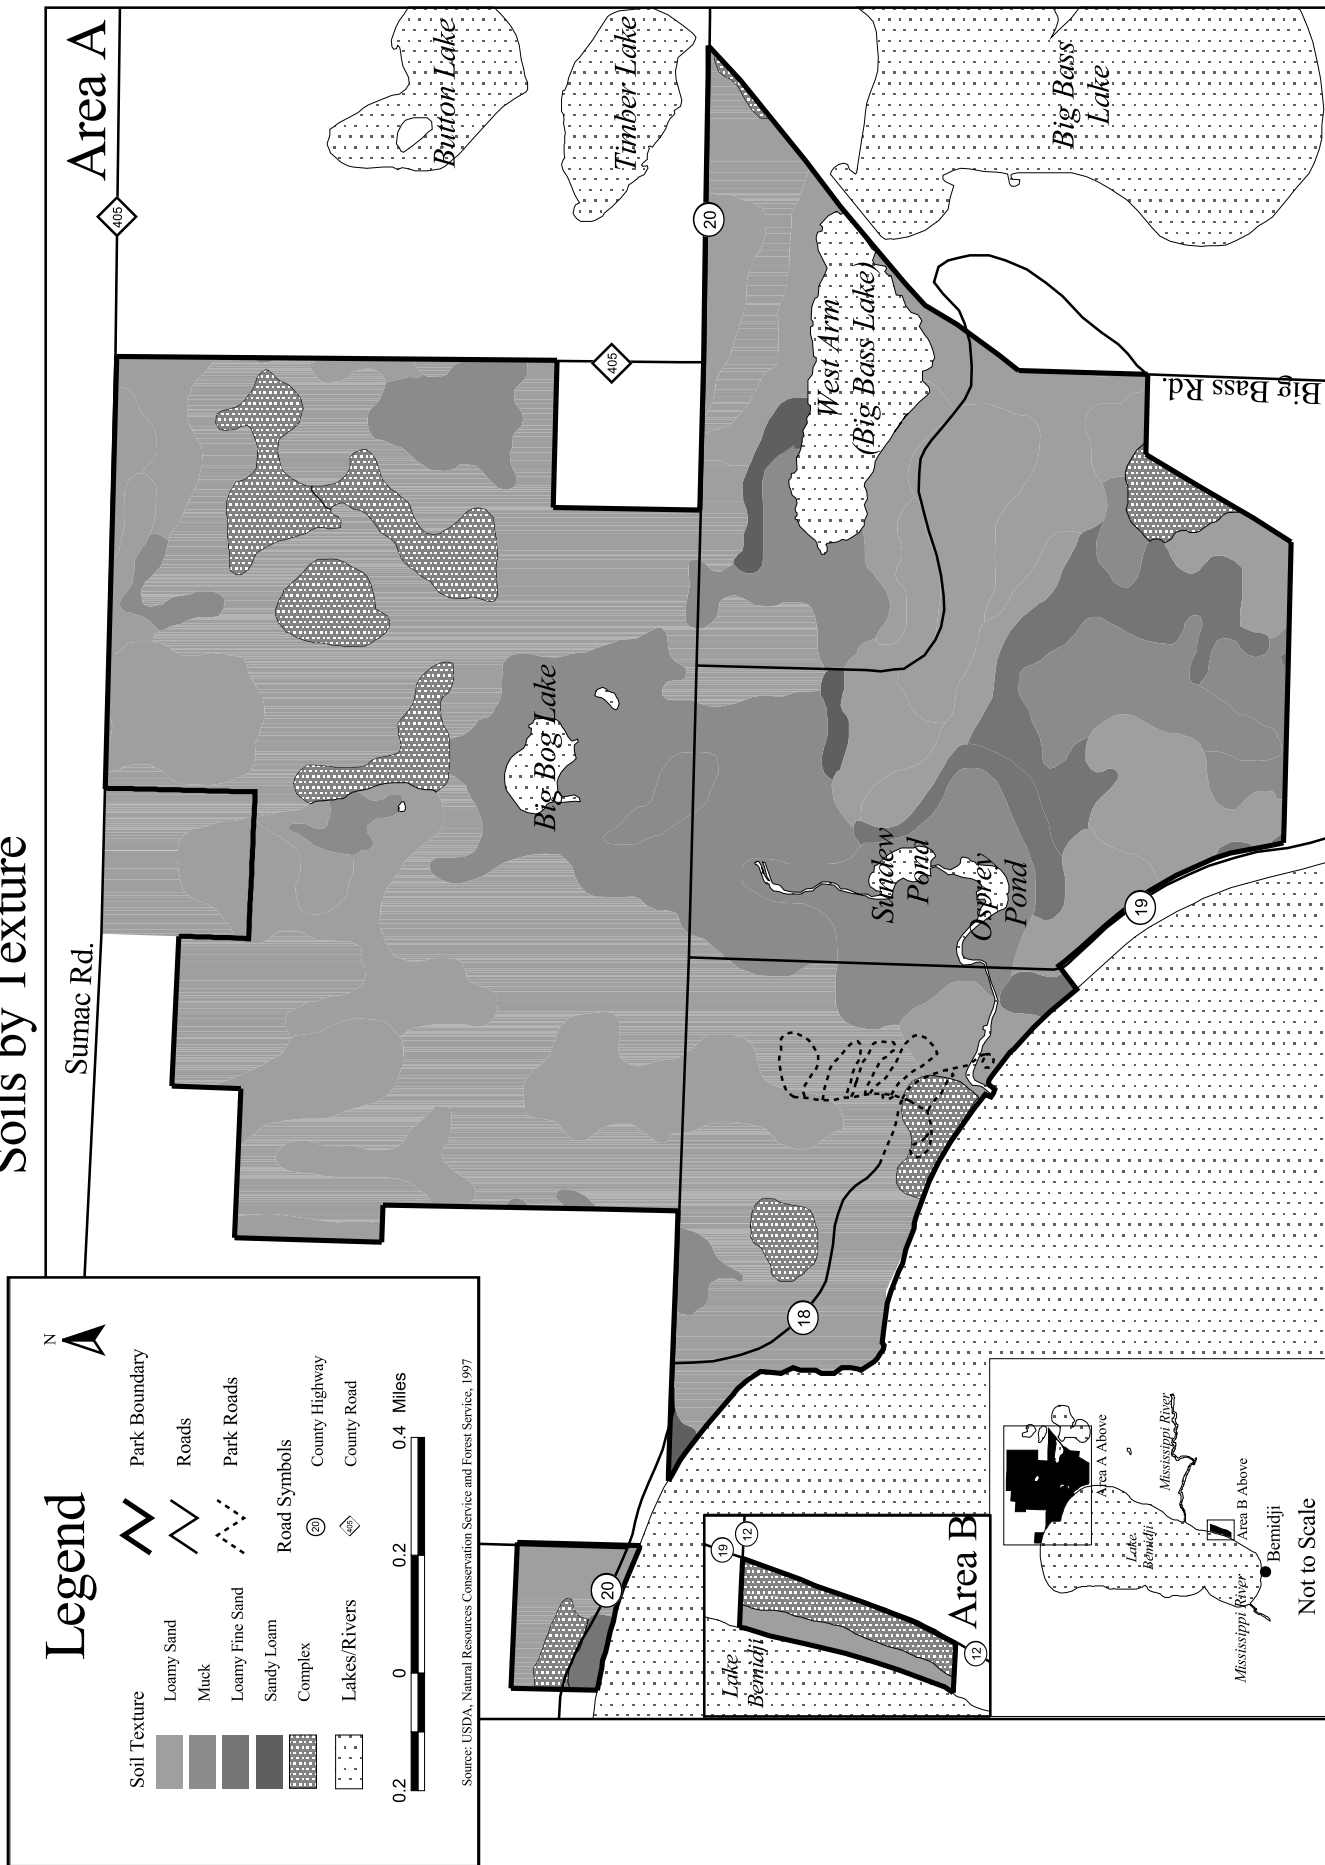 Soils by Texture
Area A
Button Lake
Timber Lake
Big Bass
Lake
405
20
405
West Arm
(Big Bass Lake)
Big Bass Rd.
Big Bog Lake
Sundew
Pond
Osprey
Pond
19
Sumac Rd.
18
20
Legend
N
Soil Texture
Loamy Sand
Muck
Loamy Fine Sand
Sandy Loam
Complex
Lakes/Rivers
Park Boundary
Roads
Park Roads
Road Symbols
20
County Highway
405
County Road
0.2
0
0.2
0.4
Miles
Source: USDA, Natural Resources Conservation Service and Forest Service, 1997
Area B
Lake
Bemidji
19
12
12
Area A Above
Mississippi River
Lake
Bemidji
Area B Above
Bemidji
Mississippi River
Not to Scale